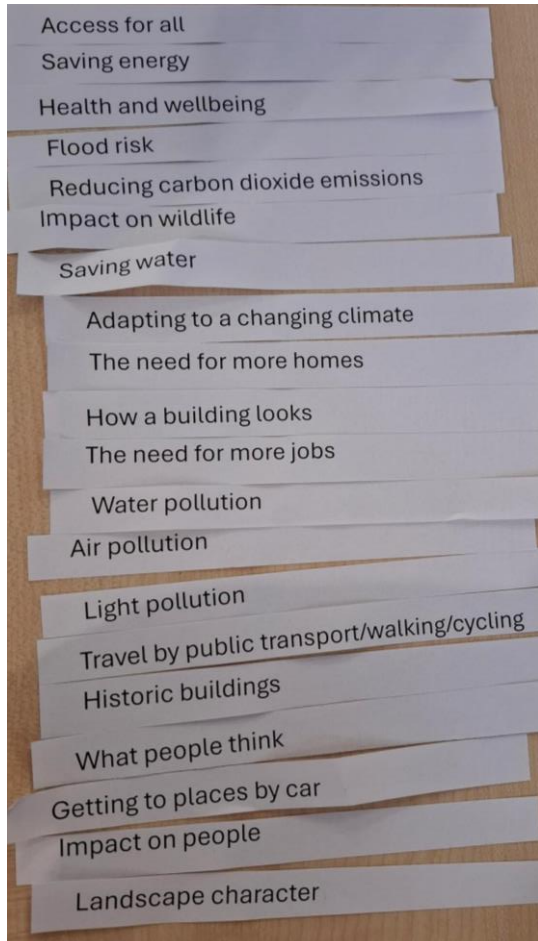 Access for all
Saving energy
Health and wellbeing
Flood risk
Reducing carbon dioxide emissions
Impact on wildlife
Saving water
Adapting to a changing climate
The need for more homes
How a building looks
The need for more jobs
Water pollution
Air pollution
Light pollution
Travel by public transport/walking/cycling
Historic buildings
What people think
Getting to places by car
Impact on people
Landscape character